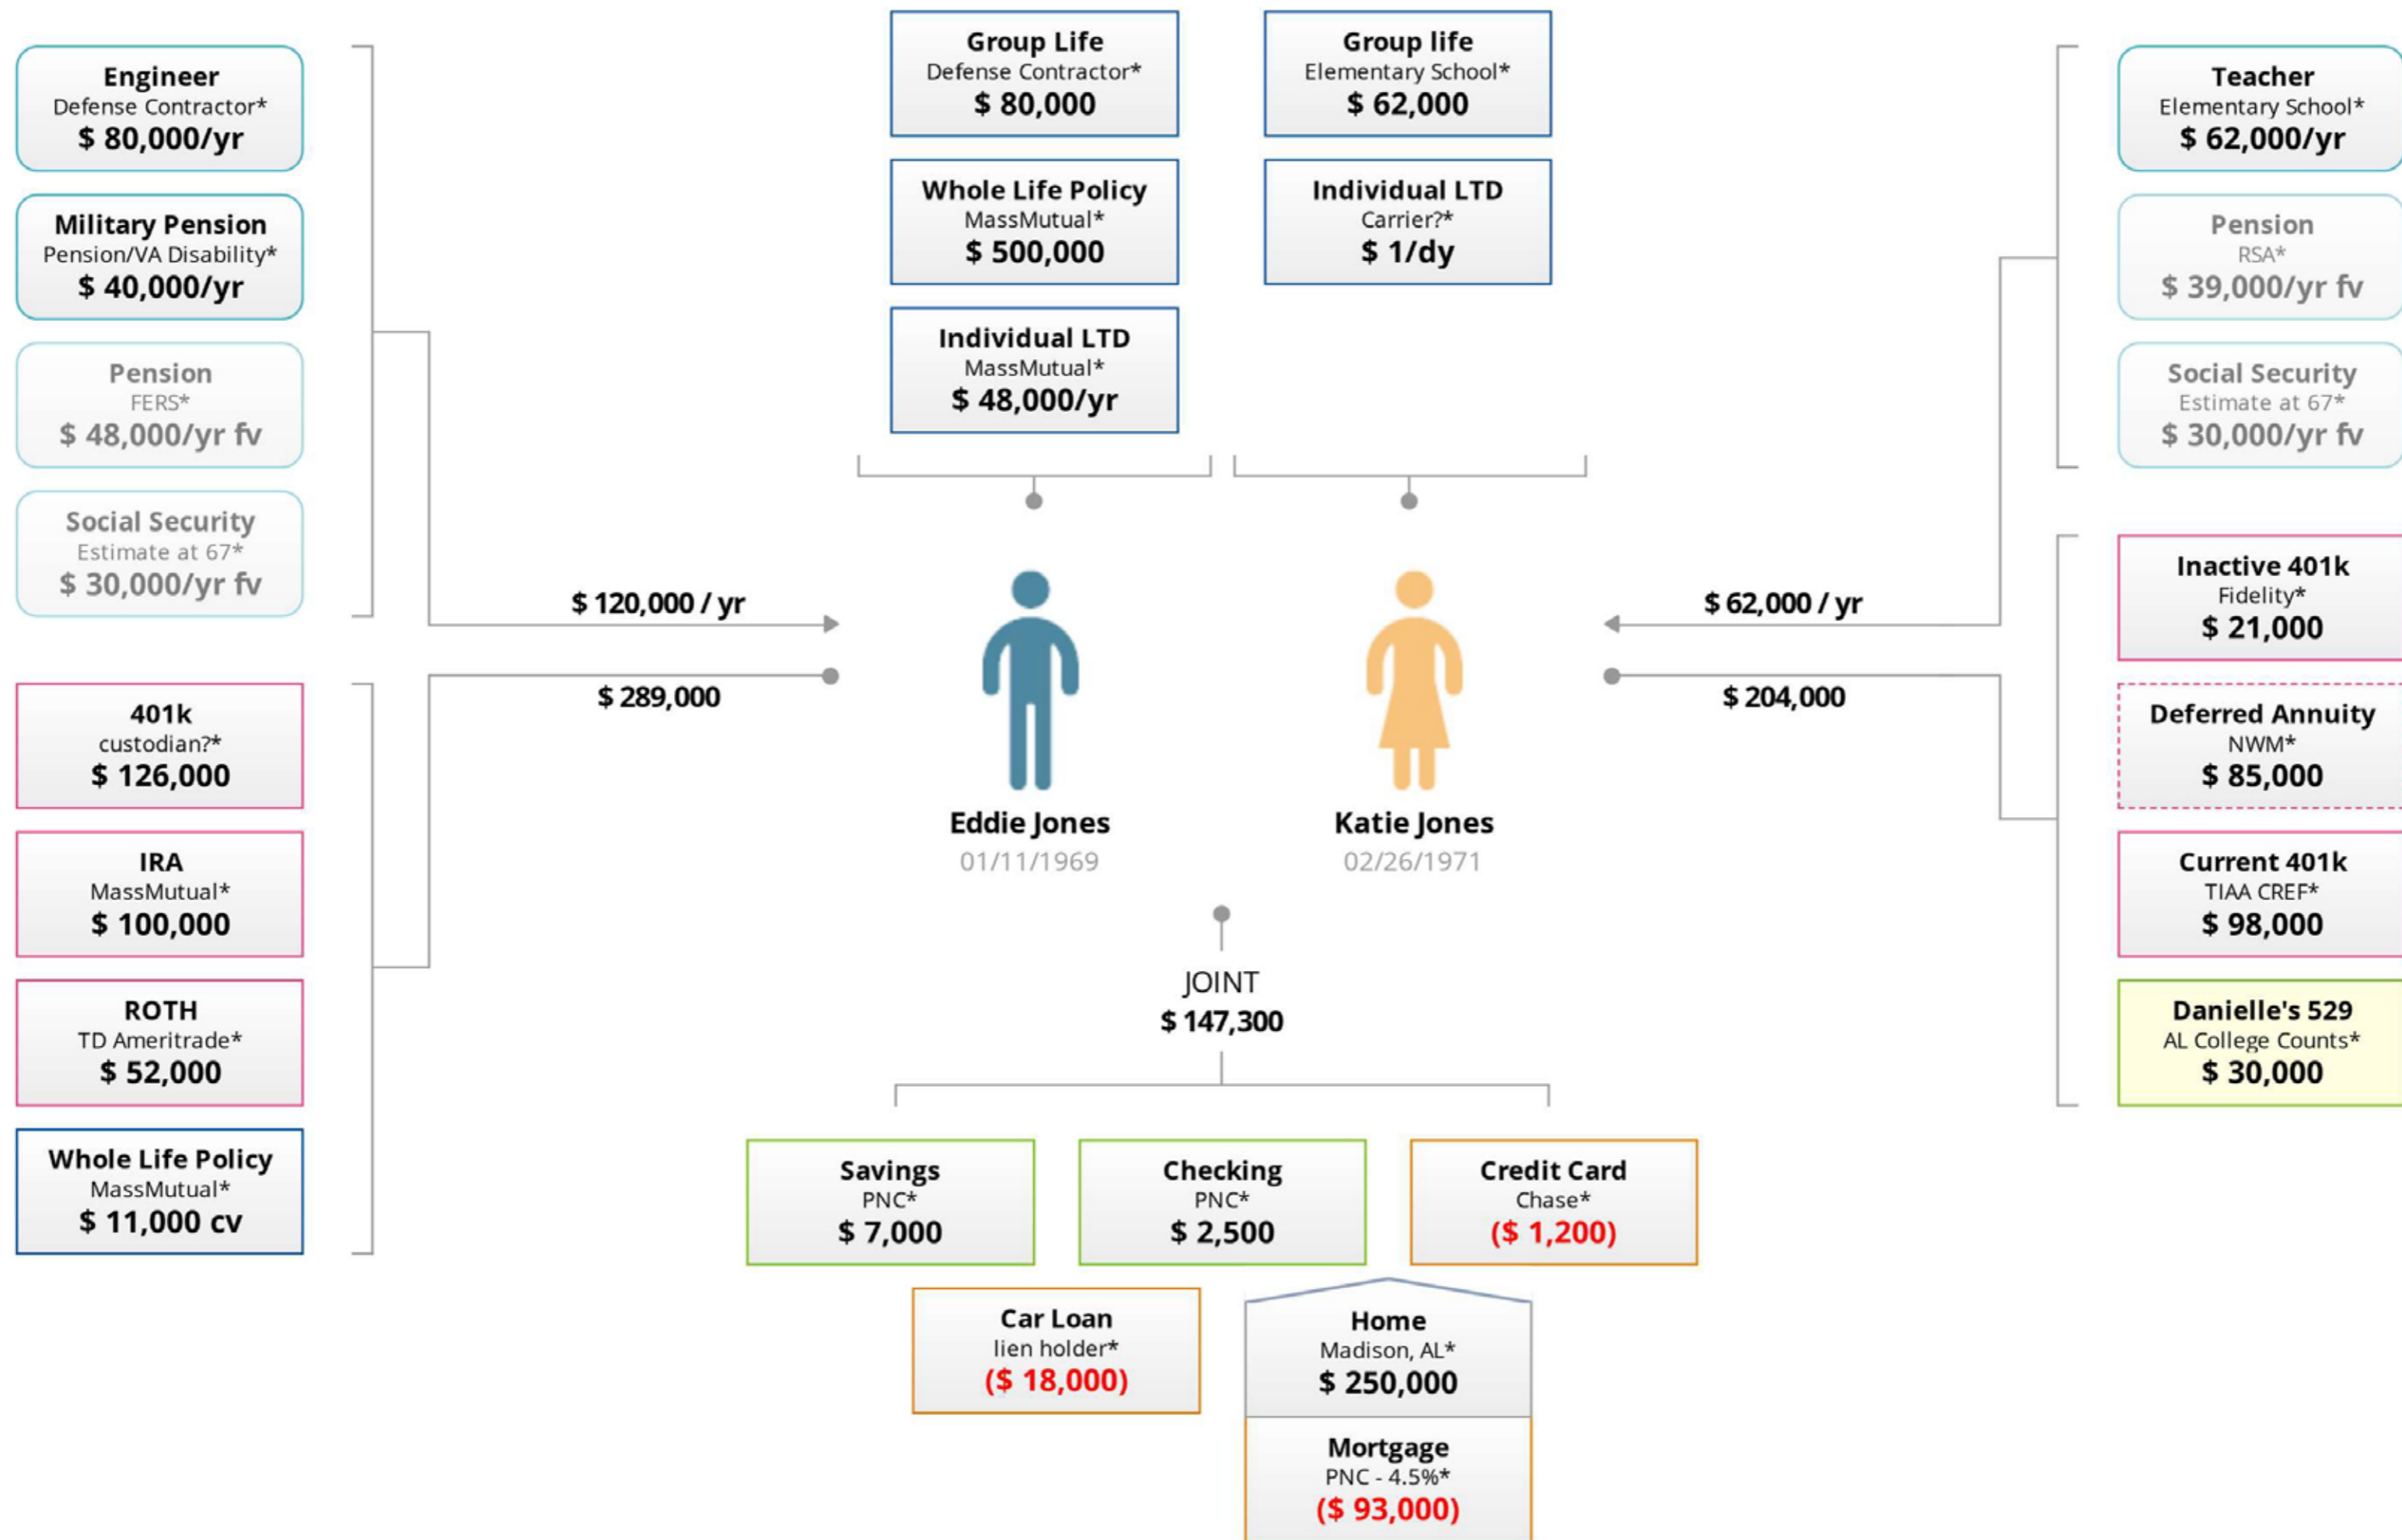 Engineer
Defense Contractor*
$ 80,000/yr
Military Pension
Pension/VA Disability*
$ 40,000/yr
Pension
FERS*
$ 48,000/yr fv
Social Security
Estimate at 67*
$ 30,000/yr fv
401k
custodian?*
$ 126,000
IRA
MassMutual*
$ 100,000
ROTH
TD Ameritrade*
$ 52,000
Whole Life Policy
MassMutual*
$ 11,000 cv
$ 120,000 / yr
$ 289,000
Group Life
Defense Contractor*
$ 80,000
Whole Life Policy
MassMutual*
$ 500,000
Individual LTD
MassMutual*
$ 48,000/yr
Group life
Elementary School*
$ 62,000
Individual LTD
Carrier?*
$ 1/dy
Eddie Jones
01/11/1969
Katie Jones
02/26/1971
JOINT
$ 147,300
Savings
PNC*
$ 7,000
Checking
PNC*
$ 2,500
Credit Card
Chase*
($ 1,200)
Car Loan
lien holder*
($ 18,000)
Home
Madison, AL*
$ 250,000
Mortgage
PNC - 4.5%*
($ 93,000)
$ 62,000 / yr
$ 204,000
Teacher
Elementary School*
$ 62,000/yr
Pension
RSA*
$ 39,000/yr fv
Social Security
Estimate at 67*
$ 30,000/yr fv
Inactive 401k
Fidelity*
$ 21,000
Deferred Annuity
NWM*
$ 85,000
Current 401k
TIAA CREF*
$ 98,000
Danielle's 529
AL College Counts*
$ 30,000